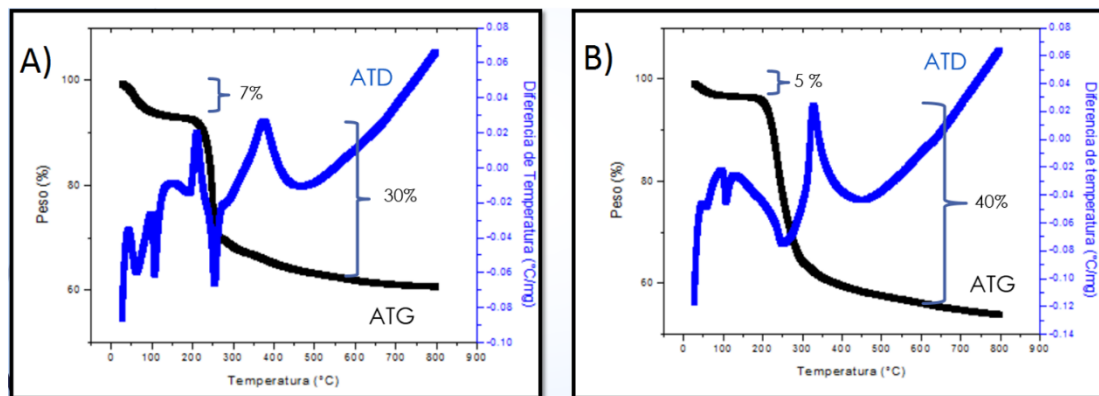 A)
7%
ATD
30%
ATG
Peso (%)
100
80
60
0 100 200 300 400 500 600 700 800 900
Temperatura (°C)
0.08
0.06
0.04
0.02
0.00
-0.02
-0.04
-0.06
-0.08
-0.10
Diferencia de Temperatura (°C/mg)
B)
5 %
ATD
40%
ATG
Peso (%)
100
80
60
0 100 200 300 400 500 600 700 800 900
Temperatura (°C)
0.08
0.06
0.04
0.02
0.00
-0.02
-0.04
-0.06
-0.08
-0.10
-0.12
-0.14
Diferencia de temperatura (°C/mg)